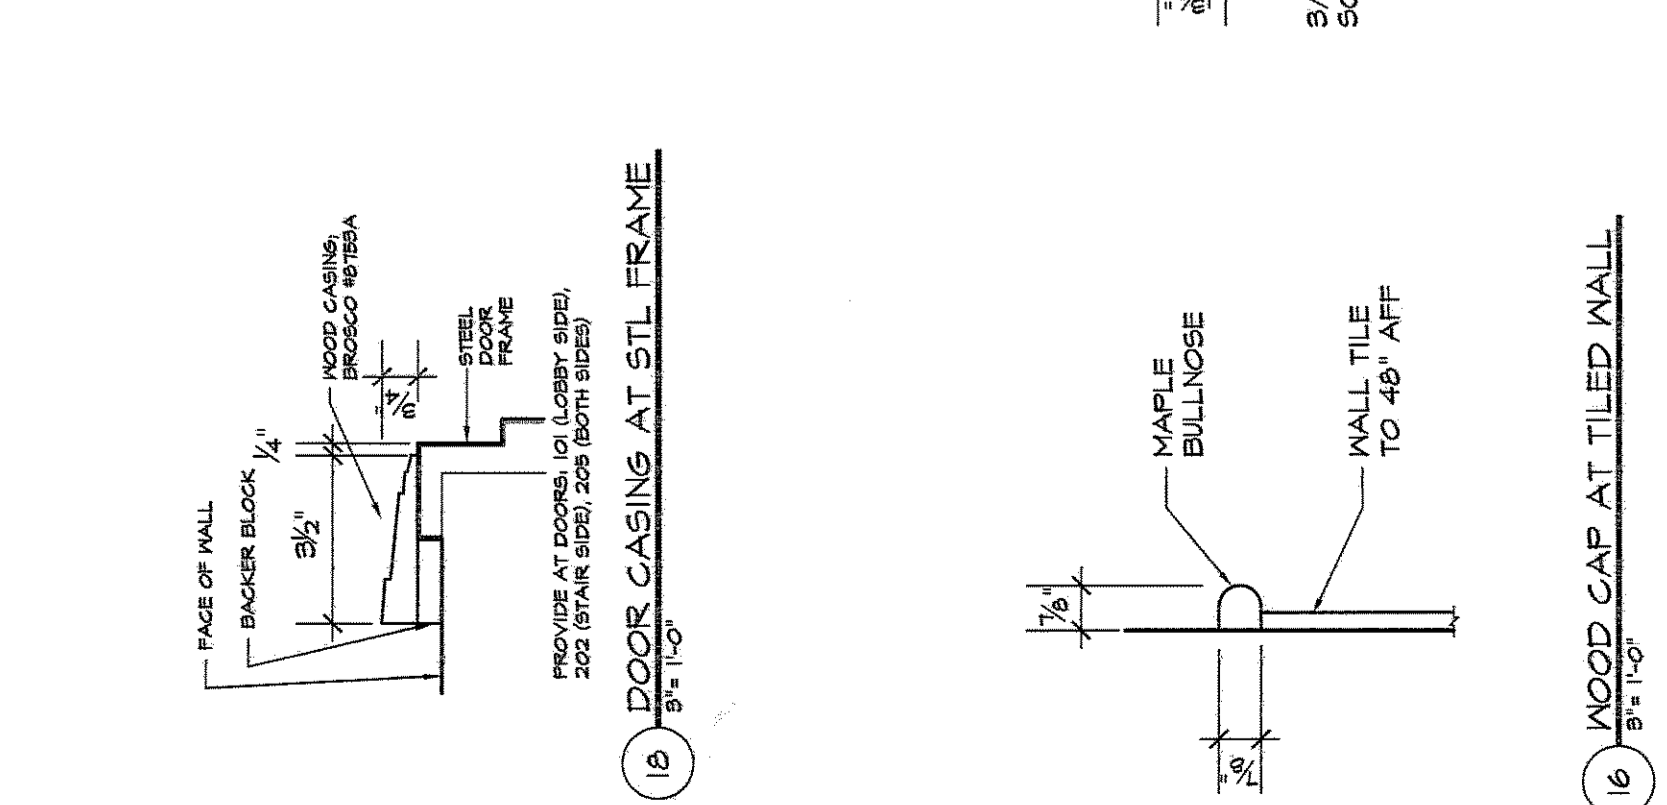 FACE OF WALL
BACKER BLOCK
3½"
¼"
WOOD CASING;
BROSCO #8755A
¾"
STEEL
DOOR
FRAME
PROVIDE AT DOORS: 101 (LOBBY SIDE),
202 (STAIR SIDE), 205 (BOTH SIDES)
18
DOOR CASING AT STL FRAME
3"= 1'-0"
⅞"
⅞"
MAPLE
BULLNOSE
WALL TILE
TO 48" AFF
16
WOOD CAP AT TILED WALL
3"= 1'-0"